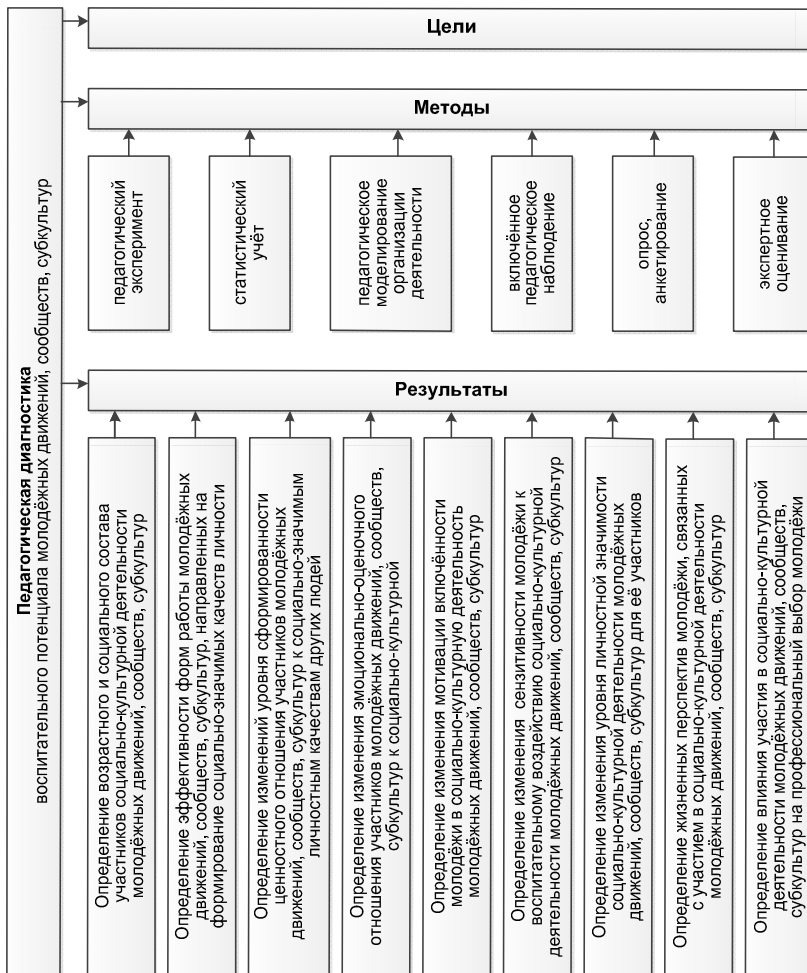 Педагогическая диагностика
воспитательного потенциала молодёжных движений, сообществ, субкультур
Цели
Методы
педагогический
эксперимент
статистический
учёт
педагогическое
моделирование
организации
деятельности
включённое
педагогическое
наблюдение
опрос,
анкетирование
экспертное
оценивание
Результаты
Определение возрастного и социального состава
участников социально-культурной деятельности
молодёжных движений, сообществ, субкультур
Определение эффективности форм работы молодёжных
движений, сообществ, субкультур, направленных на
формирование социально-значимых качеств личности
Определение изменений уровня сформированности
ценностного отношения участников молодёжных
движений, сообществ, субкультур к социально-значимым
личностным качествам других людей
Определение изменения эмоционально-оценочного
отношения участников молодёжных движений, сообществ,
субкультур к социально-культурной
Определение изменения мотивации включённости
молодёжи в социально-культурную деятельность
молодёжных движений, сообществ, субкультур
Определение изменения сензитивности молодёжи к
воспитательному воздействию социально-культурной
деятельности молодёжных движений, сообществ, субкультур
Определение изменения уровня личностной значимости
социально-культурной деятельности молодёжных
движений, сообществ, субкультур для её участников
Определение жизненных перспектив молодёжи, связанных
с участием в социально-культурной деятельности
молодёжных движений, сообществ, субкультур
Определение влияния участия в социально-культурной
деятельности молодёжных движений, сообществ,
субкультур на профессиональный выбор молодёжи